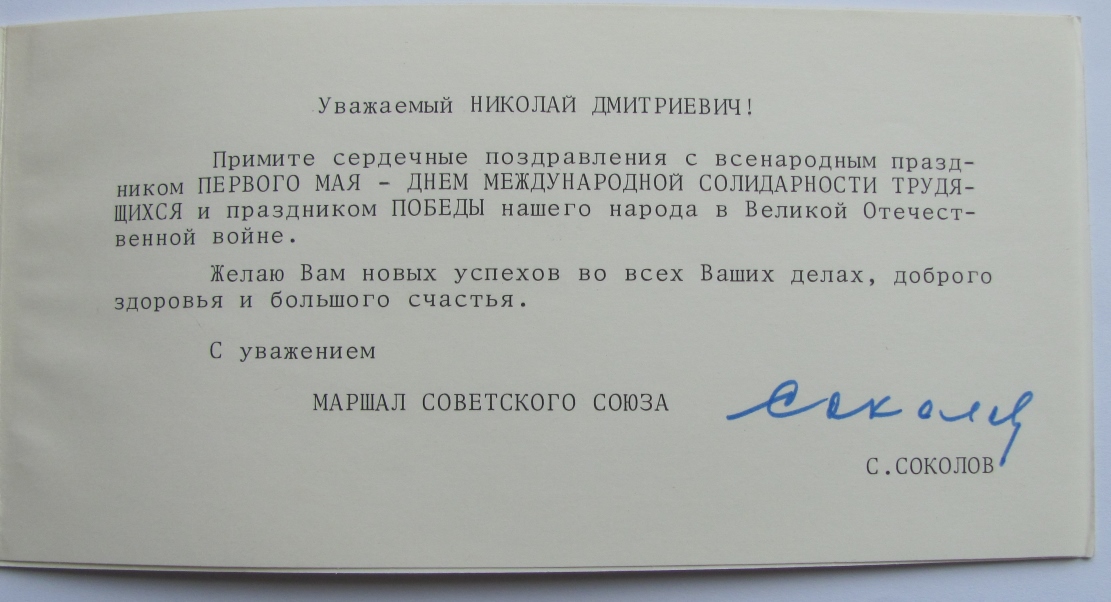 Уважаемый НИКОЛАЙ ДМИТРИЕВИЧ!
Примите сердечные поздравления с всенародным празд-
ником ПЕРВОГО МАЯ - ДНЕМ МЕЖДУНАРОДНОЙ СОЛИДАРНОСТИ ТРУДЯ-
ЩИХСЯ и праздником ПОБЕДЫ нашего народа в Великой Отечест-
венной войне.
Желаю Вам новых успехов во всех Ваших делах, доброго
здоровья и большого счастья.
С уважением
МАРШАЛ СОВЕТСКОГО СОЮЗА
Соколов
С.СОКОЛОВ